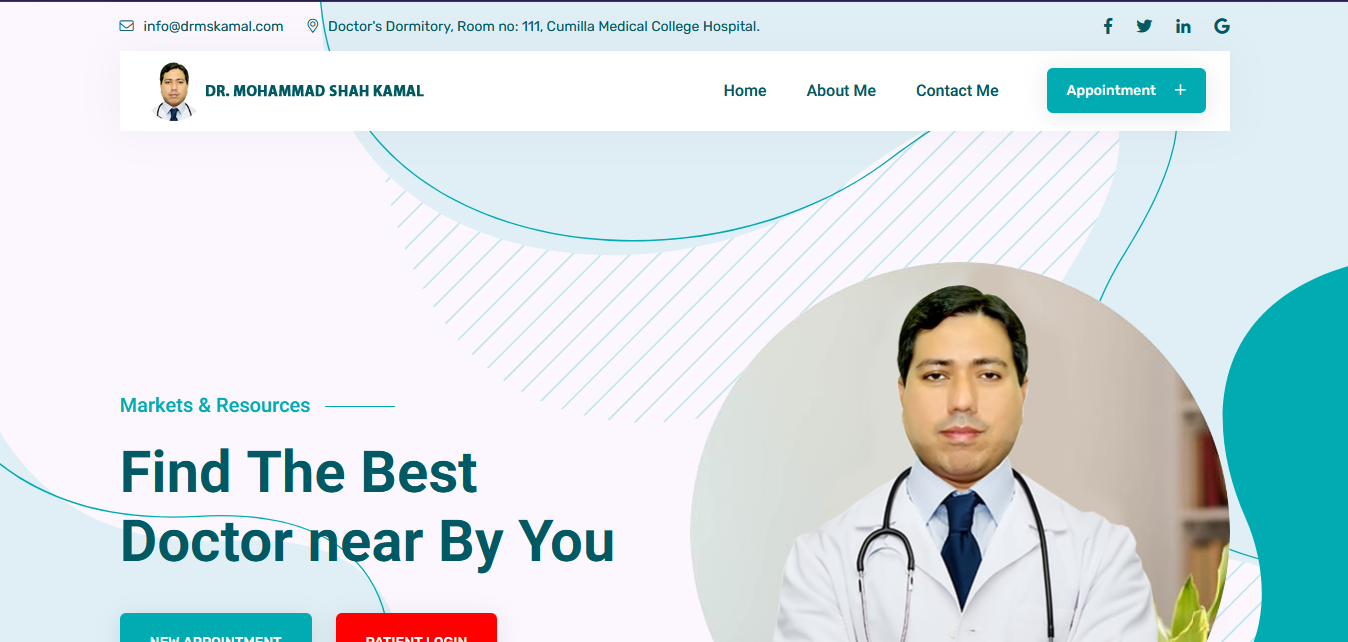 info@drmskamal.com Doctor's Dormitory, Room no: 111, Cumilla Medical College Hospital.
DR. MOHAMMAD SHAH KAMAL Home About Me Contact Me Appointment +
Markets & Resources
Find The Best
Doctor near By You
NEW APPOINTMENT PATIENT LOGIN